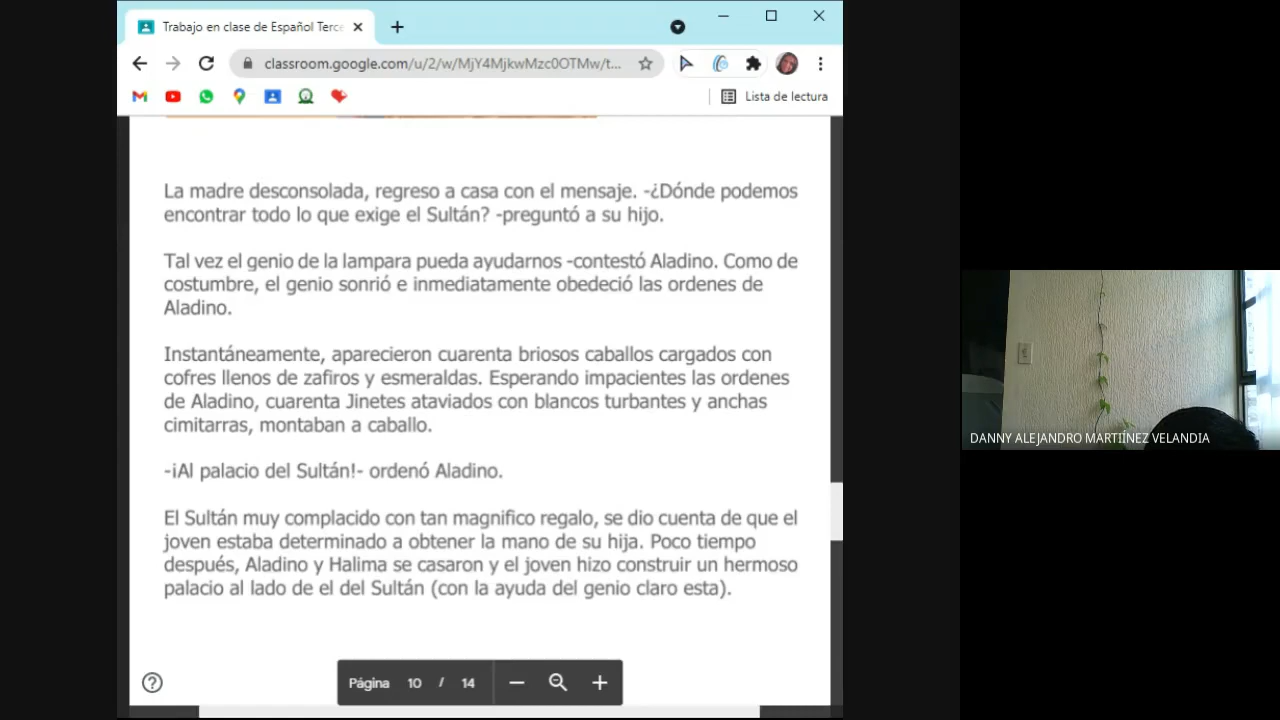 Trabajo en clase de Español Terce
classroom.google.com/u/2/w/MjY4MjkwMzc0OTMw/t...
Lista de lectura
La madre desconsolada, regreso a casa con el mensaje. -¿Dónde podemos
encontrar todo lo que exige el Sultán? -preguntó a su hijo.
Tal vez el genio de la lampara pueda ayudarnos -contestó Aladino. Como de
costumbre, el genio sonrió e inmediatamente obedeció las ordenes de
Aladino.
Instantáneamente, aparecieron cuarenta briosos caballos cargados con
cofres llenos de zafiros y esmeraldas. Esperando impacientes las ordenes
de Aladino, cuarenta Jinetes ataviados con blancos turbantes y anchas
cimitarras, montaban a caballo.
-¡Al palacio del Sultán!- ordenó Aladino.
El Sultán muy complacido con tan magnifico regalo, se dio cuenta de que el
joven estaba determinado a obtener la mano de su hija. Poco tiempo
después, Aladino y Halima se casaron y el joven hizo construir un hermoso
palacio al lado de el del Sultán (con la ayuda del genio claro esta).
Página 10 / 14
DANNY ALEJANDRO MARTIÍNEZ VELANDIA